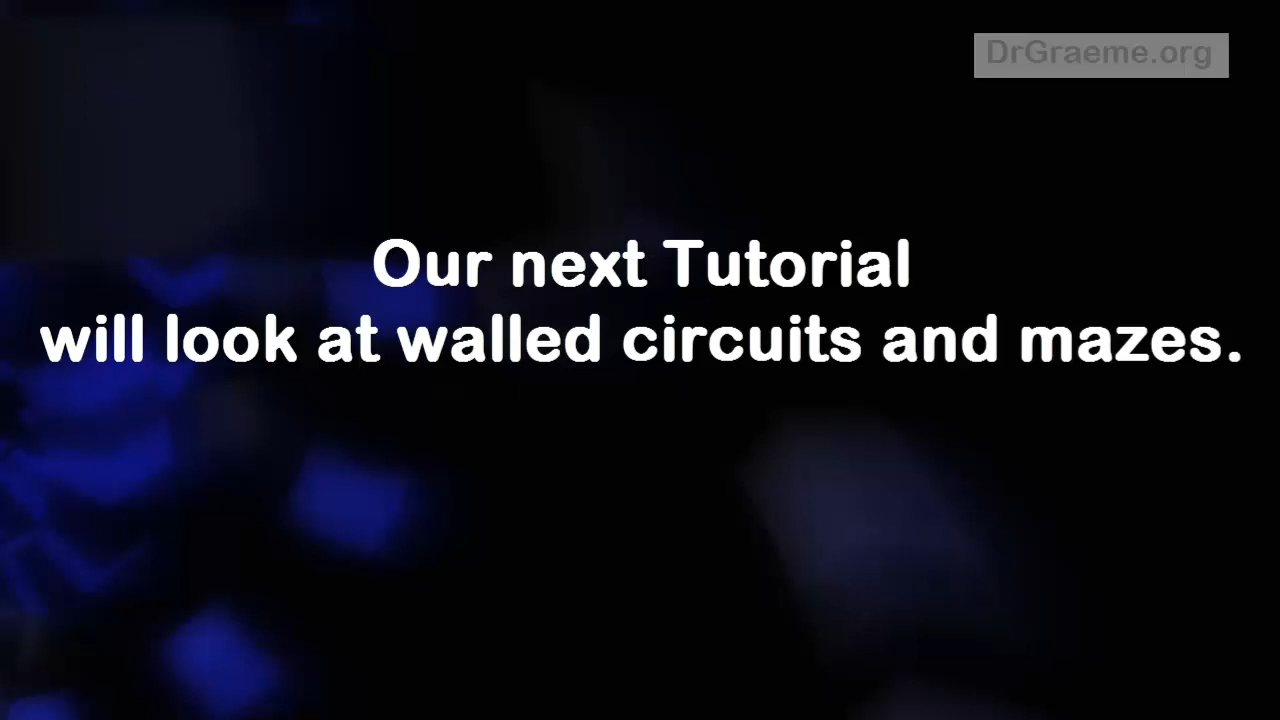 DrGraeme.org
Our next Tutorial
will look at walled circuits and mazes.